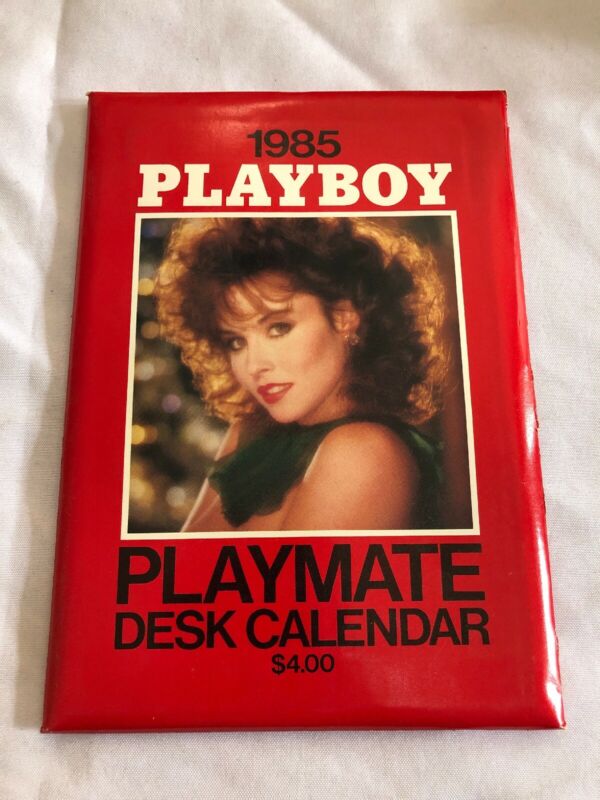 1985
PLAYBOY
PLAYMATE
DESK CALENDAR
$4.00